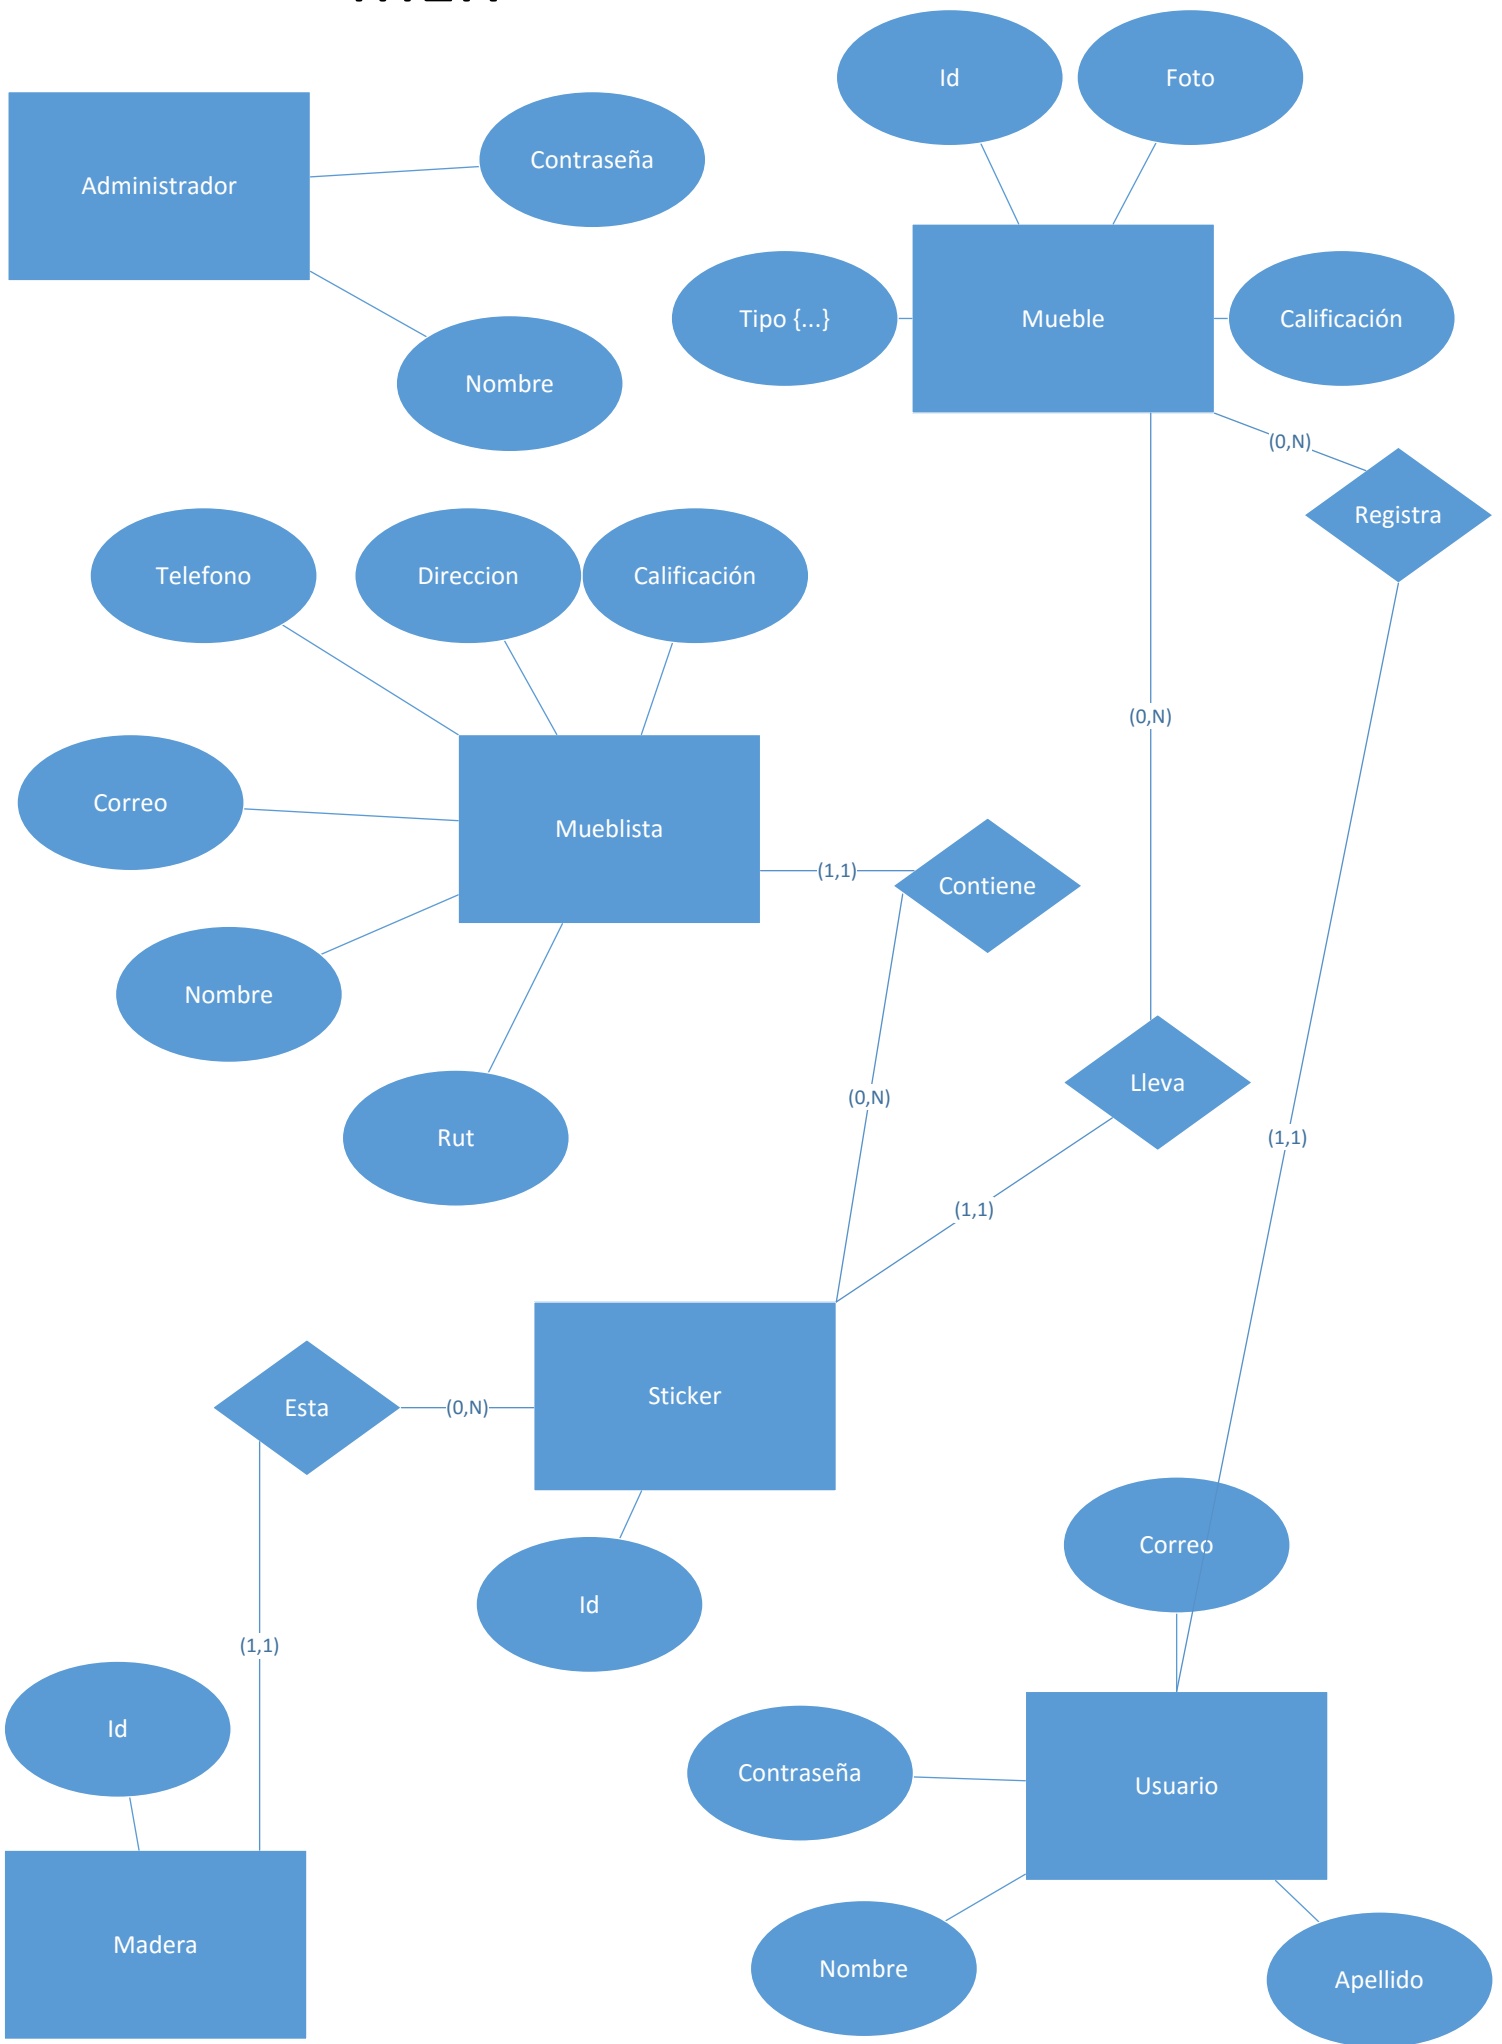 Id
Foto
Contraseña
Administrador
Tipo {...}
Mueble
Calificación
Nombre
(0,N)
Registra
Telefono
Direccion
Calificación
(0,N)
Correo
Mueblista
(1,1)
Contiene
Nombre
Lleva
(0,N)
Rut
(1,1)
(1,1)
Sticker
Esta
(0,N)
Correo
Id
(1,1)
Id
Contraseña
Usuario
Madera
Nombre
Apellido